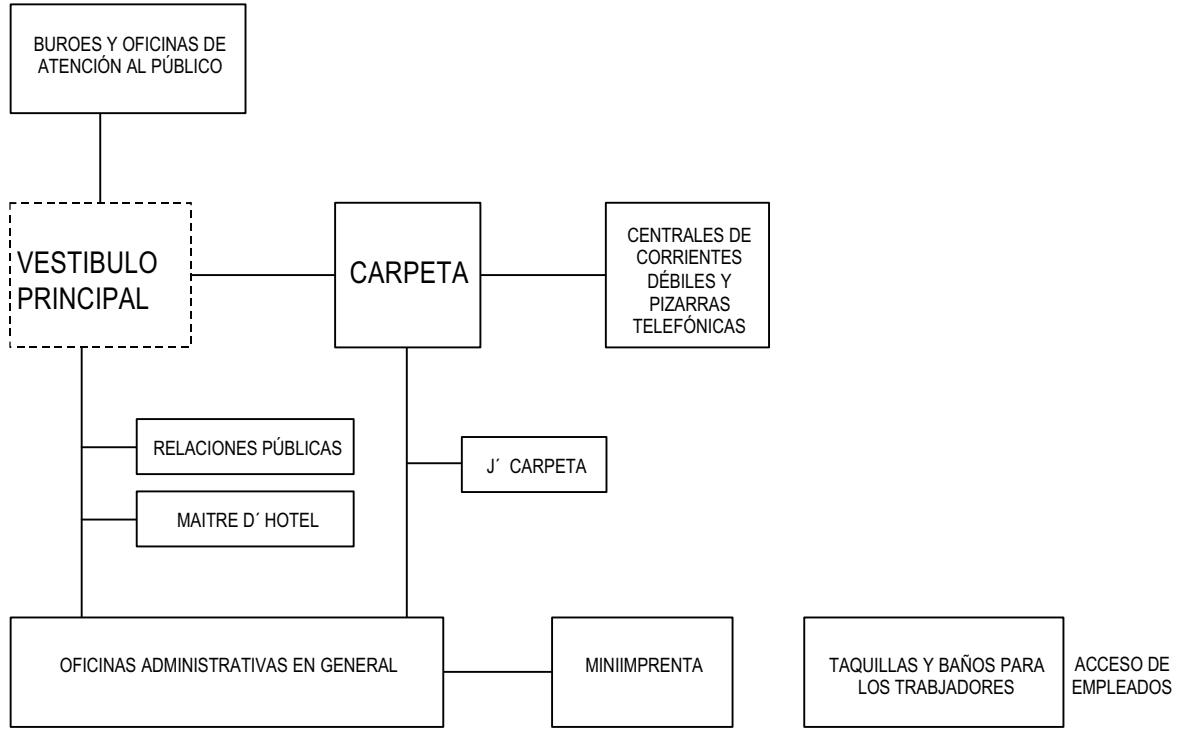 BUROES Y OFICINAS DE
ATENCIÓN AL PÚBLICO
VESTIBULO
PRINCIPAL
CARPETA
CENTRALES DE
CORRIENTES
DÉBILES Y
PIZARRAS
TELEFÓNICAS
RELACIONES PÚBLICAS
J´ CARPETA
MAITRE D´ HOTEL
OFICINAS ADMINISTRATIVAS EN GENERAL
MINIIMPRENTA
TAQUILLAS Y BAÑOS PARA
LOS TRABJADORES
ACCESO DE
EMPLEADOS